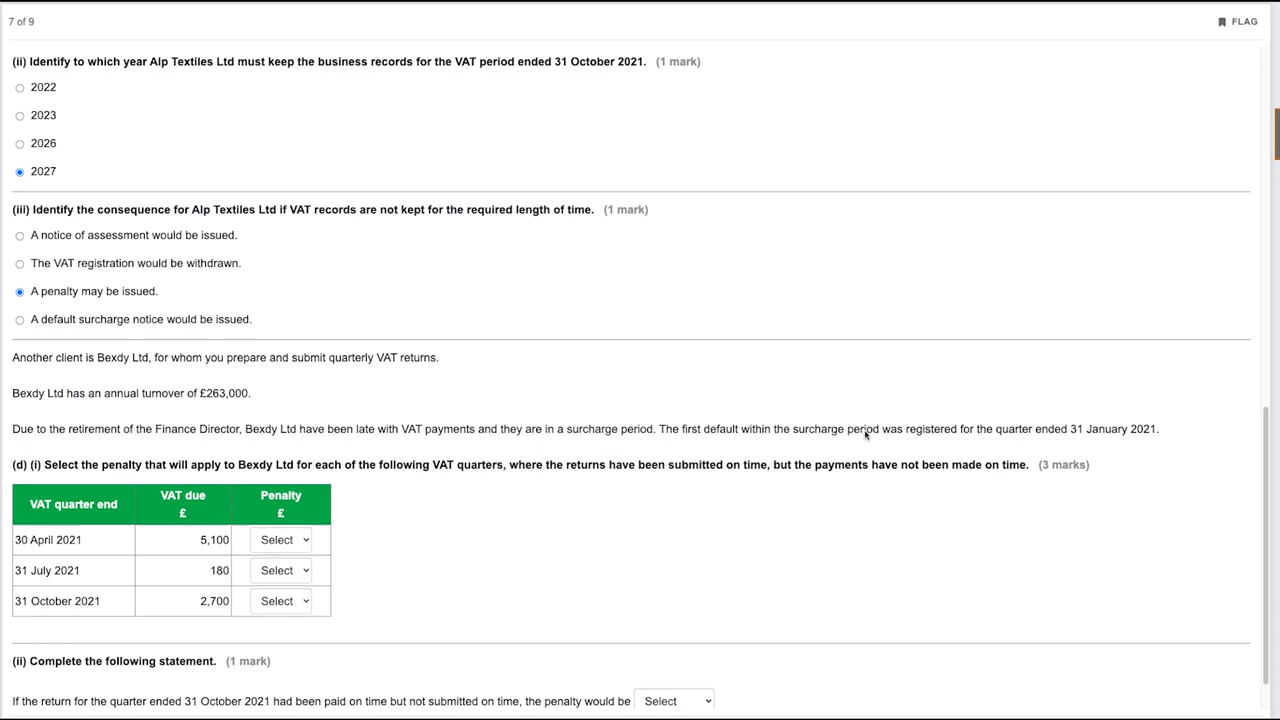 7 of 9
FLAG
(ii) Identify to which year Alp Textiles Ltd must keep the business records for the VAT period ended 31 October 2021. (1 mark)
2022
2023
2026
2027
(iii) Identify the consequence for Alp Textiles Ltd if VAT records are not kept for the required length of time. (1 mark)
A notice of assessment would be issued.
The VAT registration would be withdrawn.
A penalty may be issued.
A default surcharge notice would be issued.
Another client is Bexdy Ltd, for whom you prepare and submit quarterly VAT returns.
Bexdy Ltd has an annual turnover of £263,000.
Due to the retirement of the Finance Director, Bexdy Ltd have been late with VAT payments and they are in a surcharge period. The first default within the surcharge period was registered for the quarter ended 31 January 2021.
(d) (i) Select the penalty that will apply to Bexdy Ltd for each of the following VAT quarters, where the returns have been submitted on time, but the payments have not been made on time. (3 marks)
VAT quarter end VAT due £ Penalty £
30 April 2021 5,100 Select
31 July 2021 180 Select
31 October 2021 2,700 Select
(ii) Complete the following statement. (1 mark)
If the return for the quarter ended 31 October 2021 had been paid on time but not submitted on time, the penalty would be Select